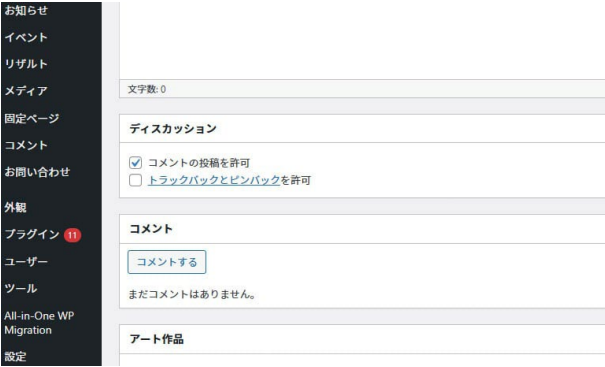 お知らせ
イベント
リザルト
メディア
固定ページ
コメント
お問い合わせ
外観
プラグイン 11
ユーザー
ツール
All-in-One WP
Migration
設定
文字数: 0
ディスカッション
コメントの投稿を許可
トラックバックとピンバックを許可
コメント
コメントする
まだコメントはありません。
アート作品